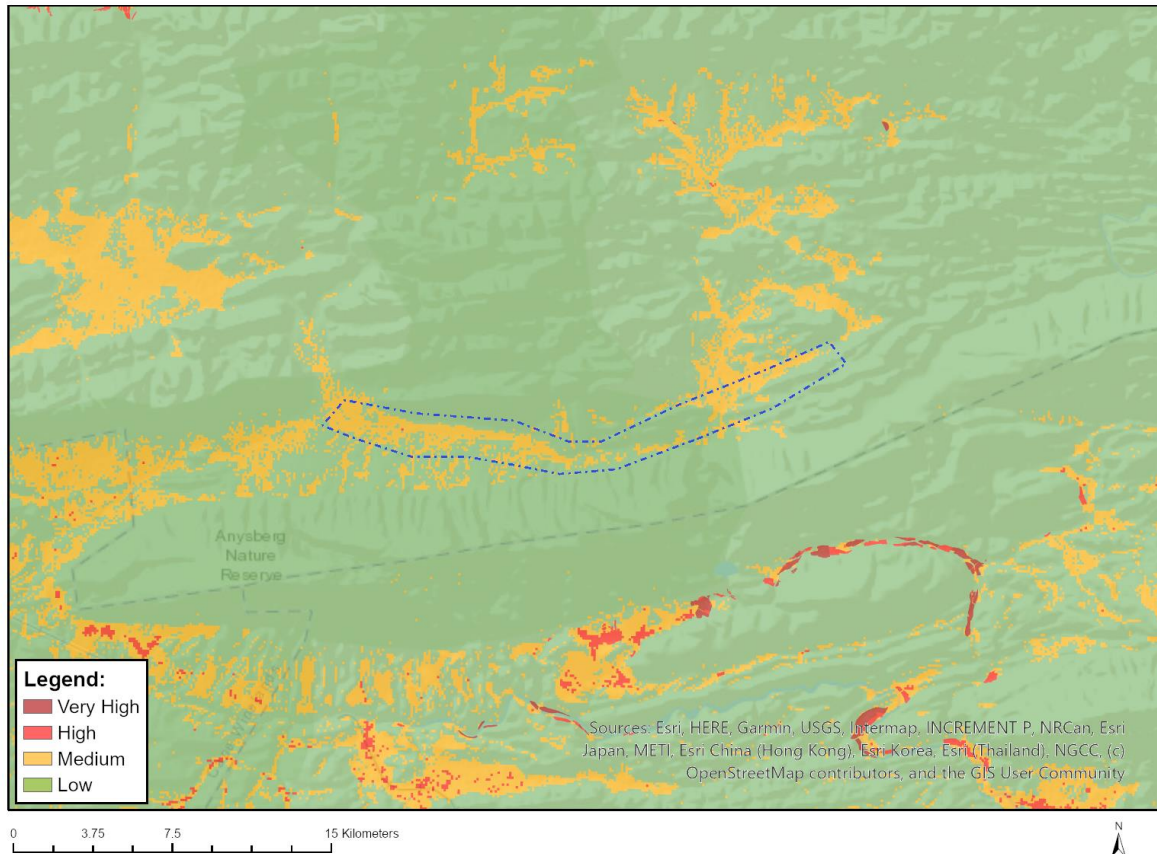 Anysberg
Nature
Reserve
Legend:
Very High
High
Medium
Low
Sources: Esri, HERE, Garmin, USGS, Intermap, INCREMENT P, NRCan, Esri
Japan, METI, Esri China (Hong Kong), Esri Korea, Esri (Thailand), NGCC, (c)
OpenStreetMap contributors, and the GIS User Community
0 3.75 7.5 15 Kilometers
N